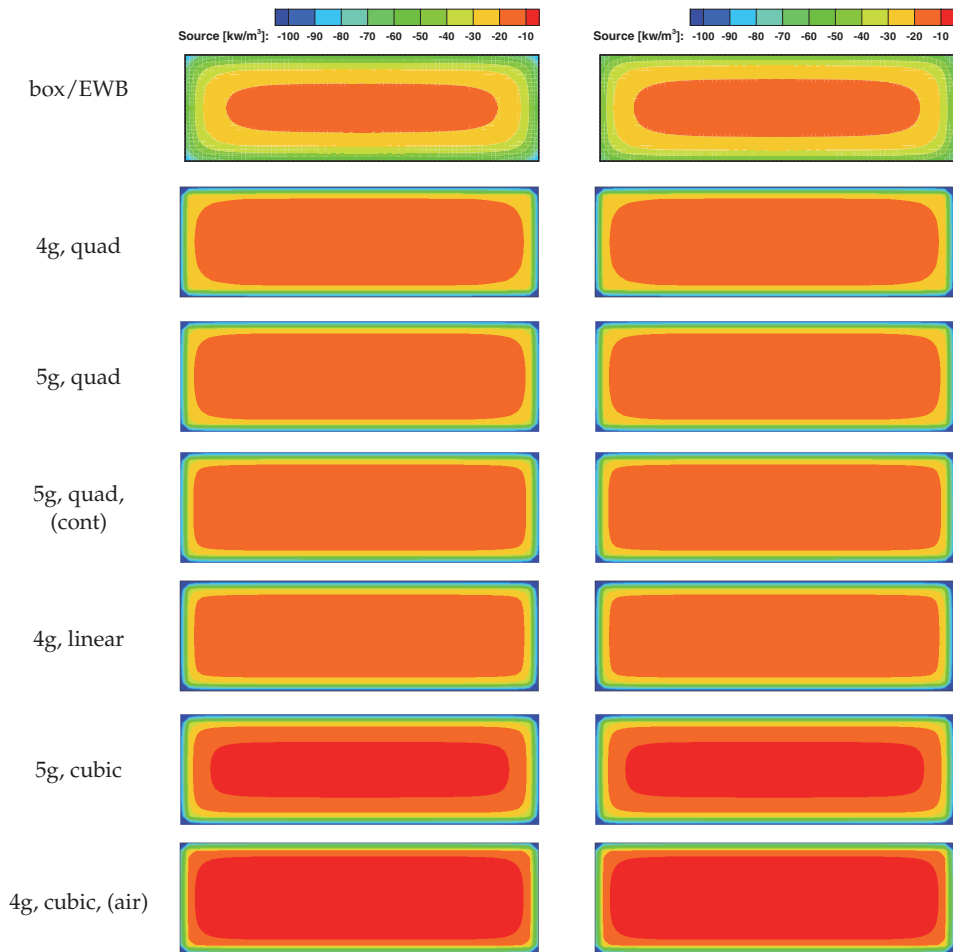 Source [kw/m³]: -100 -90 -80 -70 -60 -50 -40 -30 -20 -10
Source [kw/m³]: -100 -90 -80 -70 -60 -50 -40 -30 -20 -10
box/EWB
4g, quad
5g, quad
5g, quad,
(cont)
4g, linear
5g, cubic
4g, cubic, (air)